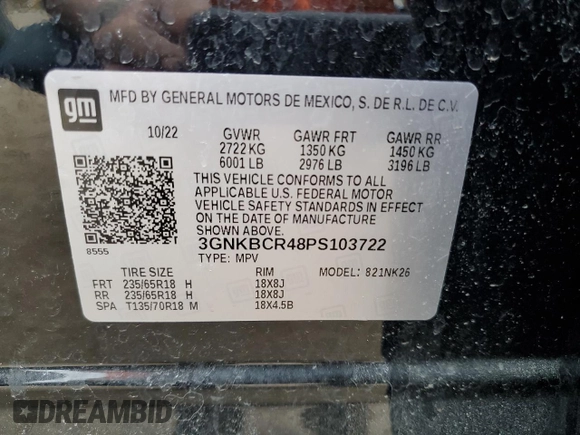 gm
MFD BY GENERAL MOTORS DE MEXICO, S. DE R.L. DE C.V.
10/22 GVWR GAWR FRT GAWR RR
2722 KG 1350 KG 1450 KG
6001 LB 2976 LB 3196 LB
THIS VEHICLE CONFORMS TO ALL
APPLICABLE U.S. FEDERAL MOTOR
VEHICLE SAFETY STANDARDS IN EFFECT
ON THE DATE OF MANUFACTURE
SHOWN ABOVE.
8555
3GNKBCR48PS103722
TYPE: MPV MODEL: 821NK26
TIRE SIZE RIM
FRT 235/65R18 H 18X8J
RR 235/65R18 H 18X8J
SPA T135/70R18 M 18X4.5B
DREAMBID